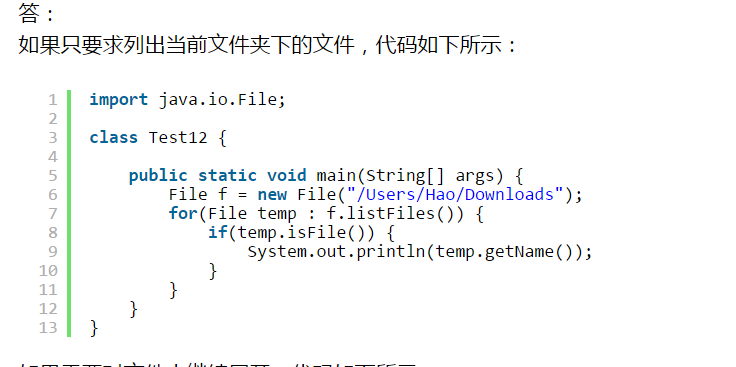 答：
如果只要求列出当前文件夹下的文件，代码如下所示：
1 import java.io.File;
2
3 class Test12 {
4
5     public static void main(String[] args) {
6         File f = new File("/Users/Hao/Downloads");
7         for(File temp : f.listFiles()) {
8             if(temp.isFile()) {
9                 System.out.println(temp.getName());
10             }
11         }
12     }
13 }